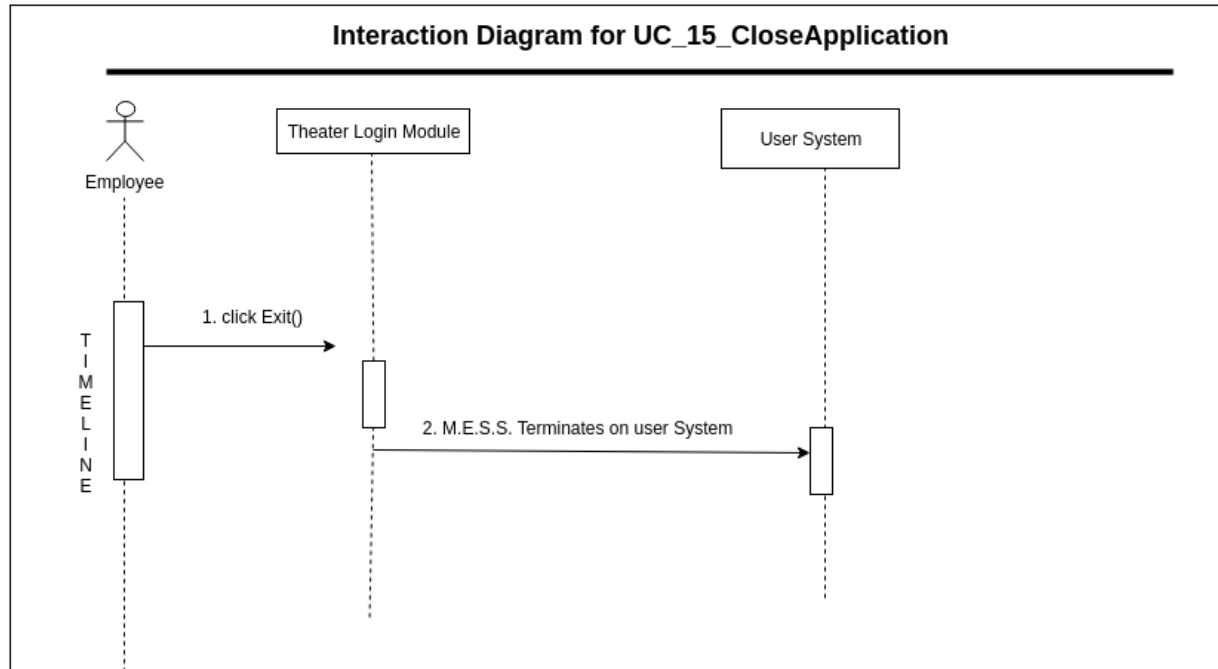 Interaction Diagram for UC_15_CloseApplication
Theater Login Module
User System
Employee
1. click Exit()
T
I
M
E
L
I
N
E
2. M.E.S.S. Terminates on user System